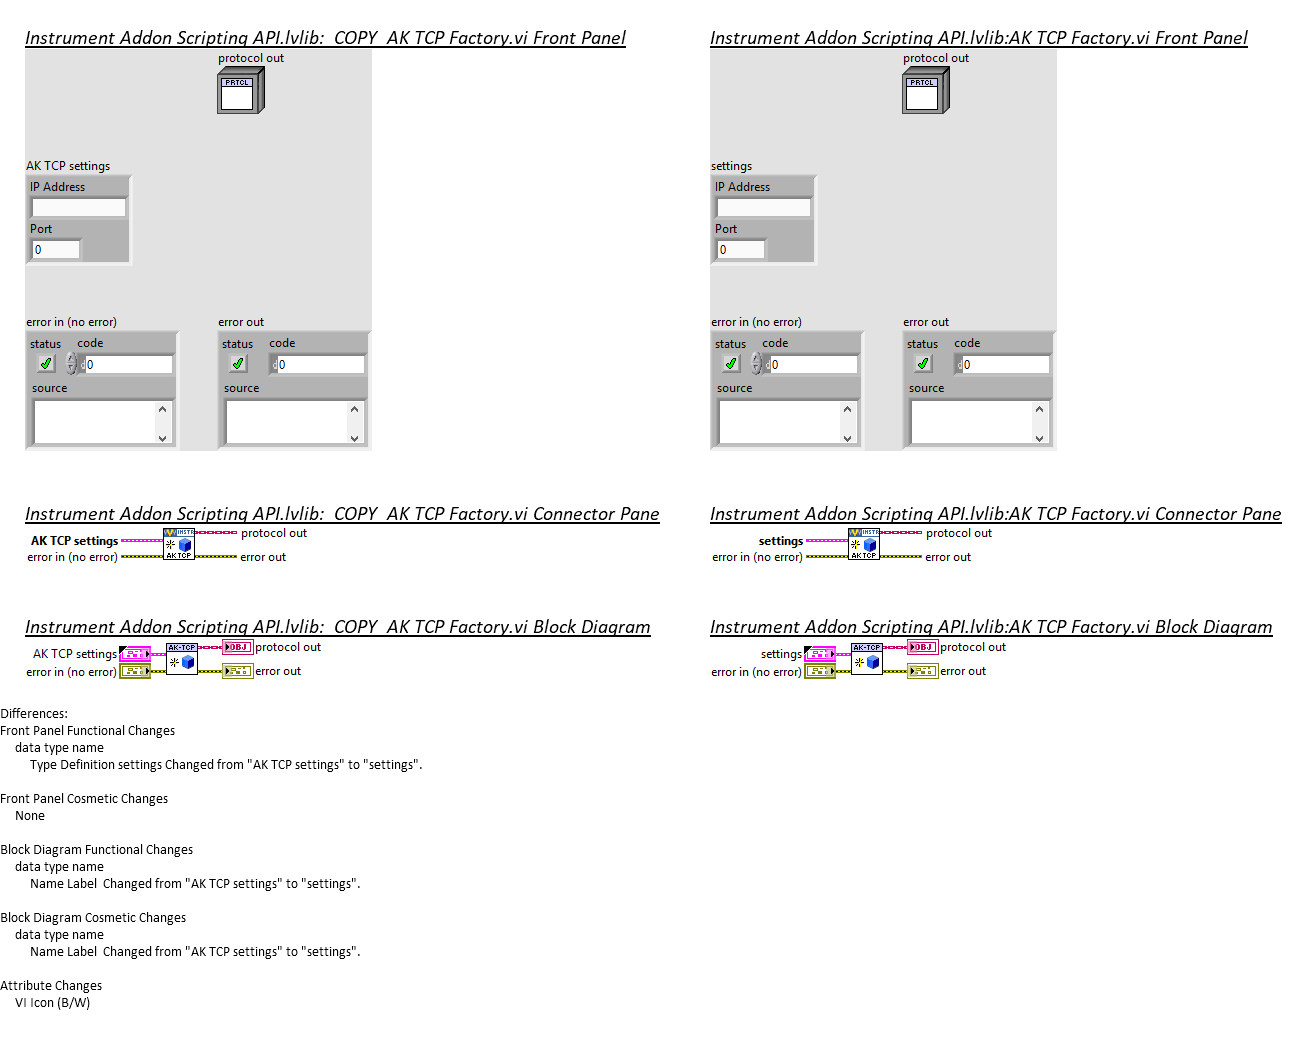 Instrument Addon Scripting API.lvlib:  COPY  AK TCP Factory.vi Front Panel
protocol out
PRTCL
AK TCP settings
IP Address
Port
0
error in (no error)
status code
d0
source
error out
status code
d0
source
Instrument Addon Scripting API.lvlib:AK TCP Factory.vi Front Panel
protocol out
PRTCL
settings
IP Address
Port
0
error in (no error)
status code
d0
source
error out
status code
d0
source
Instrument Addon Scripting API.lvlib:  COPY  AK TCP Factory.vi Connector Pane
AK TCP settings
error in (no error)
INSTR
AK TCP
protocol out
error out
Instrument Addon Scripting API.lvlib:AK TCP Factory.vi Connector Pane
settings
error in (no error)
INSTR
AK TCP
protocol out
error out
Instrument Addon Scripting API.lvlib:  COPY  AK TCP Factory.vi Block Diagram
AK TCP settings
error in (no error)
AK-TCP
OBJ
protocol out
error out
Instrument Addon Scripting API.lvlib:AK TCP Factory.vi Block Diagram
settings
error in (no error)
AK-TCP
OBJ
protocol out
error out
Differences:
Front Panel Functional Changes
data type name
Type Definition settings Changed from "AK TCP settings" to "settings".
Front Panel Cosmetic Changes
None
Block Diagram Functional Changes
data type name
Name Label  Changed from "AK TCP settings" to "settings".
Block Diagram Cosmetic Changes
data type name
Name Label  Changed from "AK TCP settings" to "settings".
Attribute Changes
VI Icon (B/W)